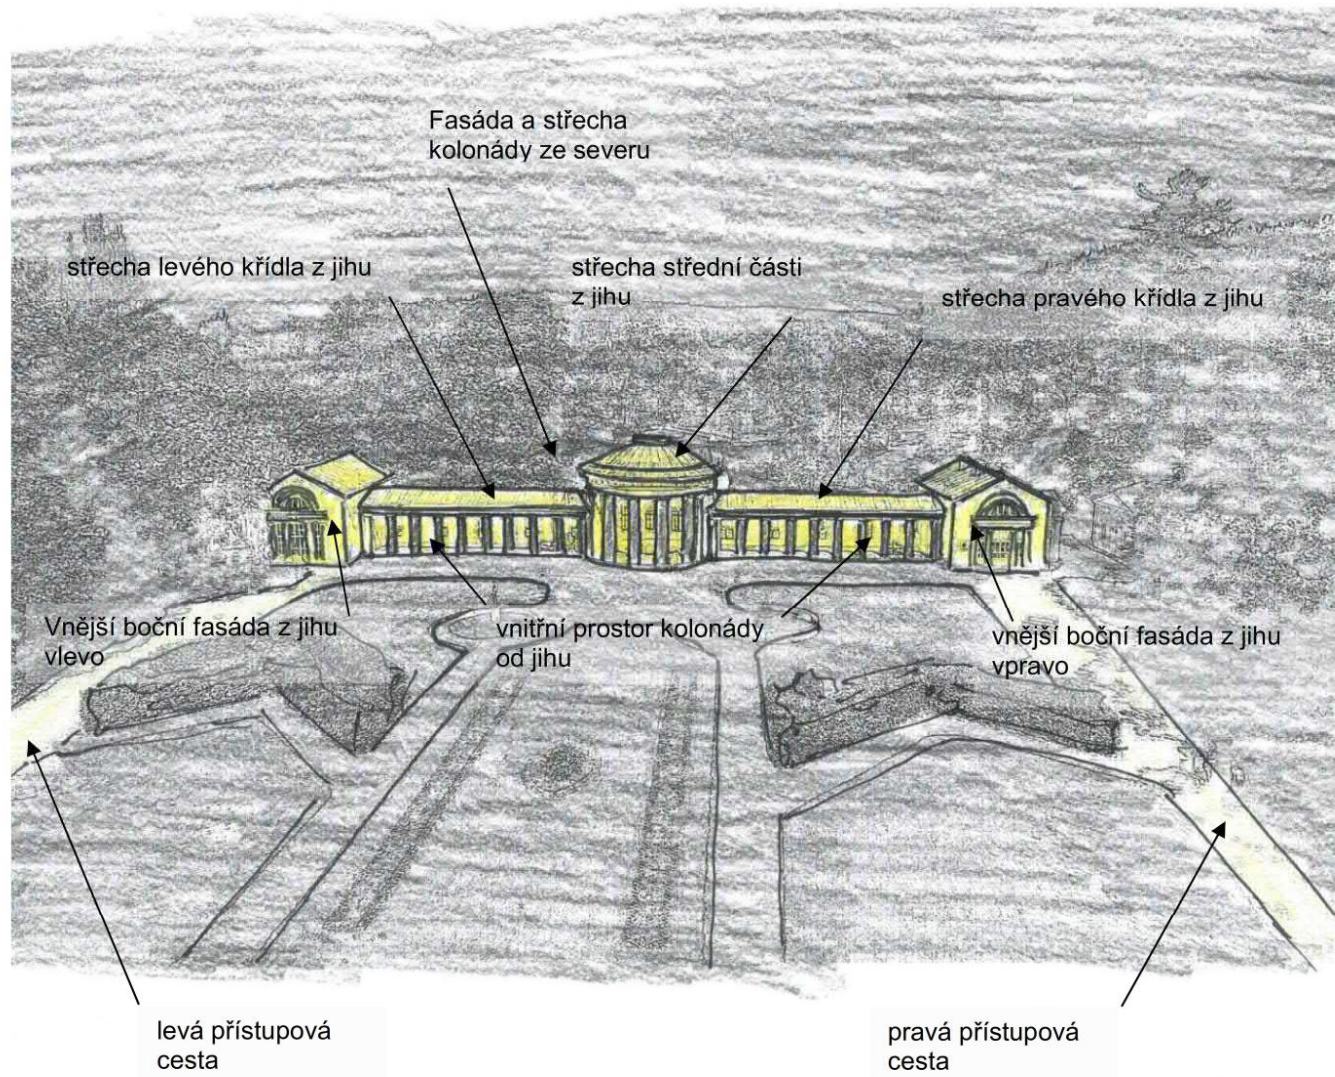 Fasáda a střecha
kolonády ze severu
střecha levého křídla z jihu
střecha střední části
z jihu
střecha pravého křídla z jihu
Vnější boční fasáda z jihu
vlevo
vnitřní prostor kolonády
od jihu
vnější boční fasáda z jihu
vpravo
levá přístupová
cesta
pravá přístupová
cesta